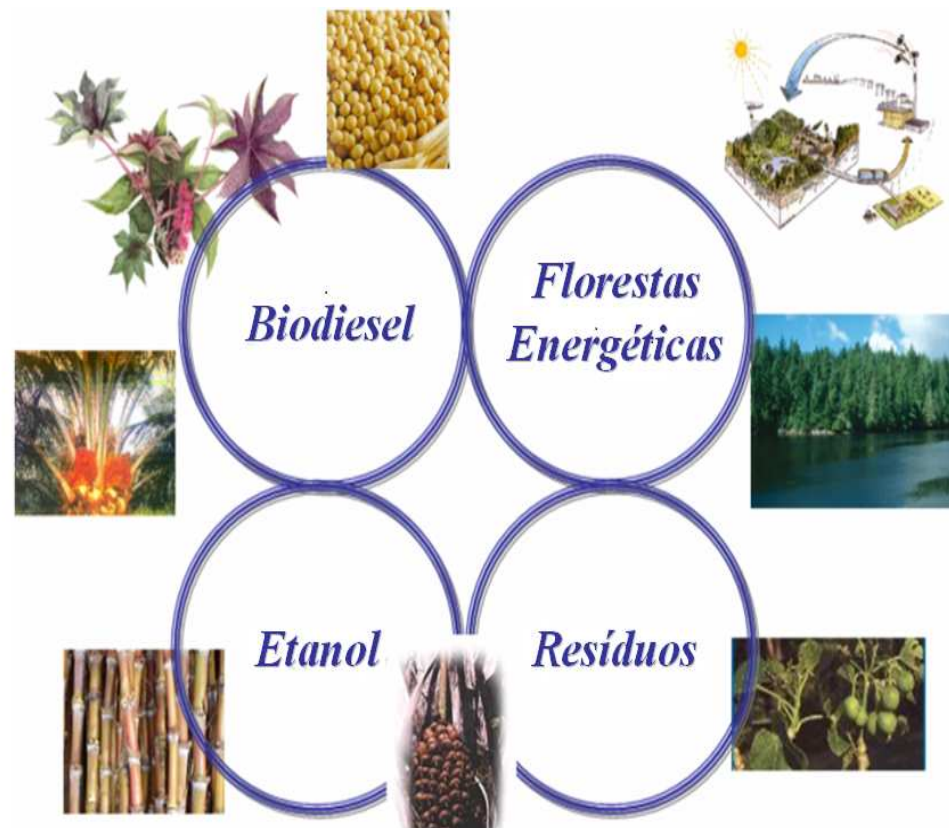 Biodiesel
Florestas
Energéticas
Etanol
Resíduos